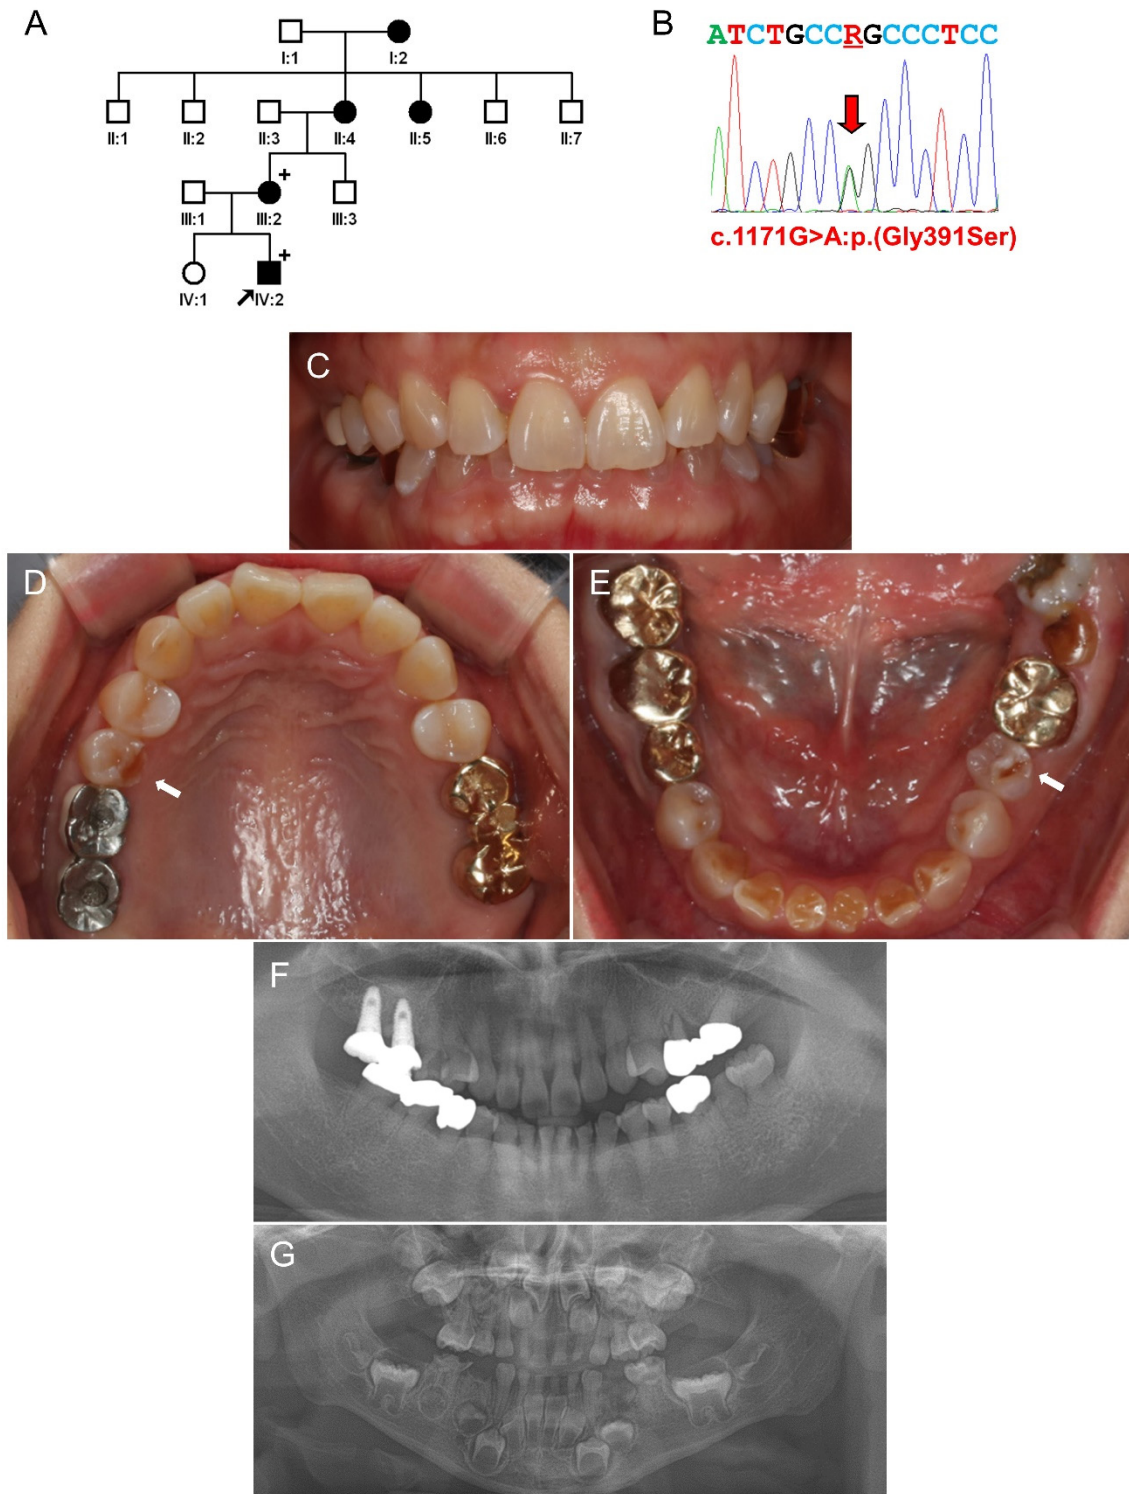 A
I:1 I:2
II:1 II:2 II:3 II:4 II:5 II:6 II:7
+
III:1 III:2 III:3
+
IV:1 IV:2
B
ATCTGCCRGCCCTCC
c.1171G>A:p.(Gly391Ser)
C
D
E
F
G